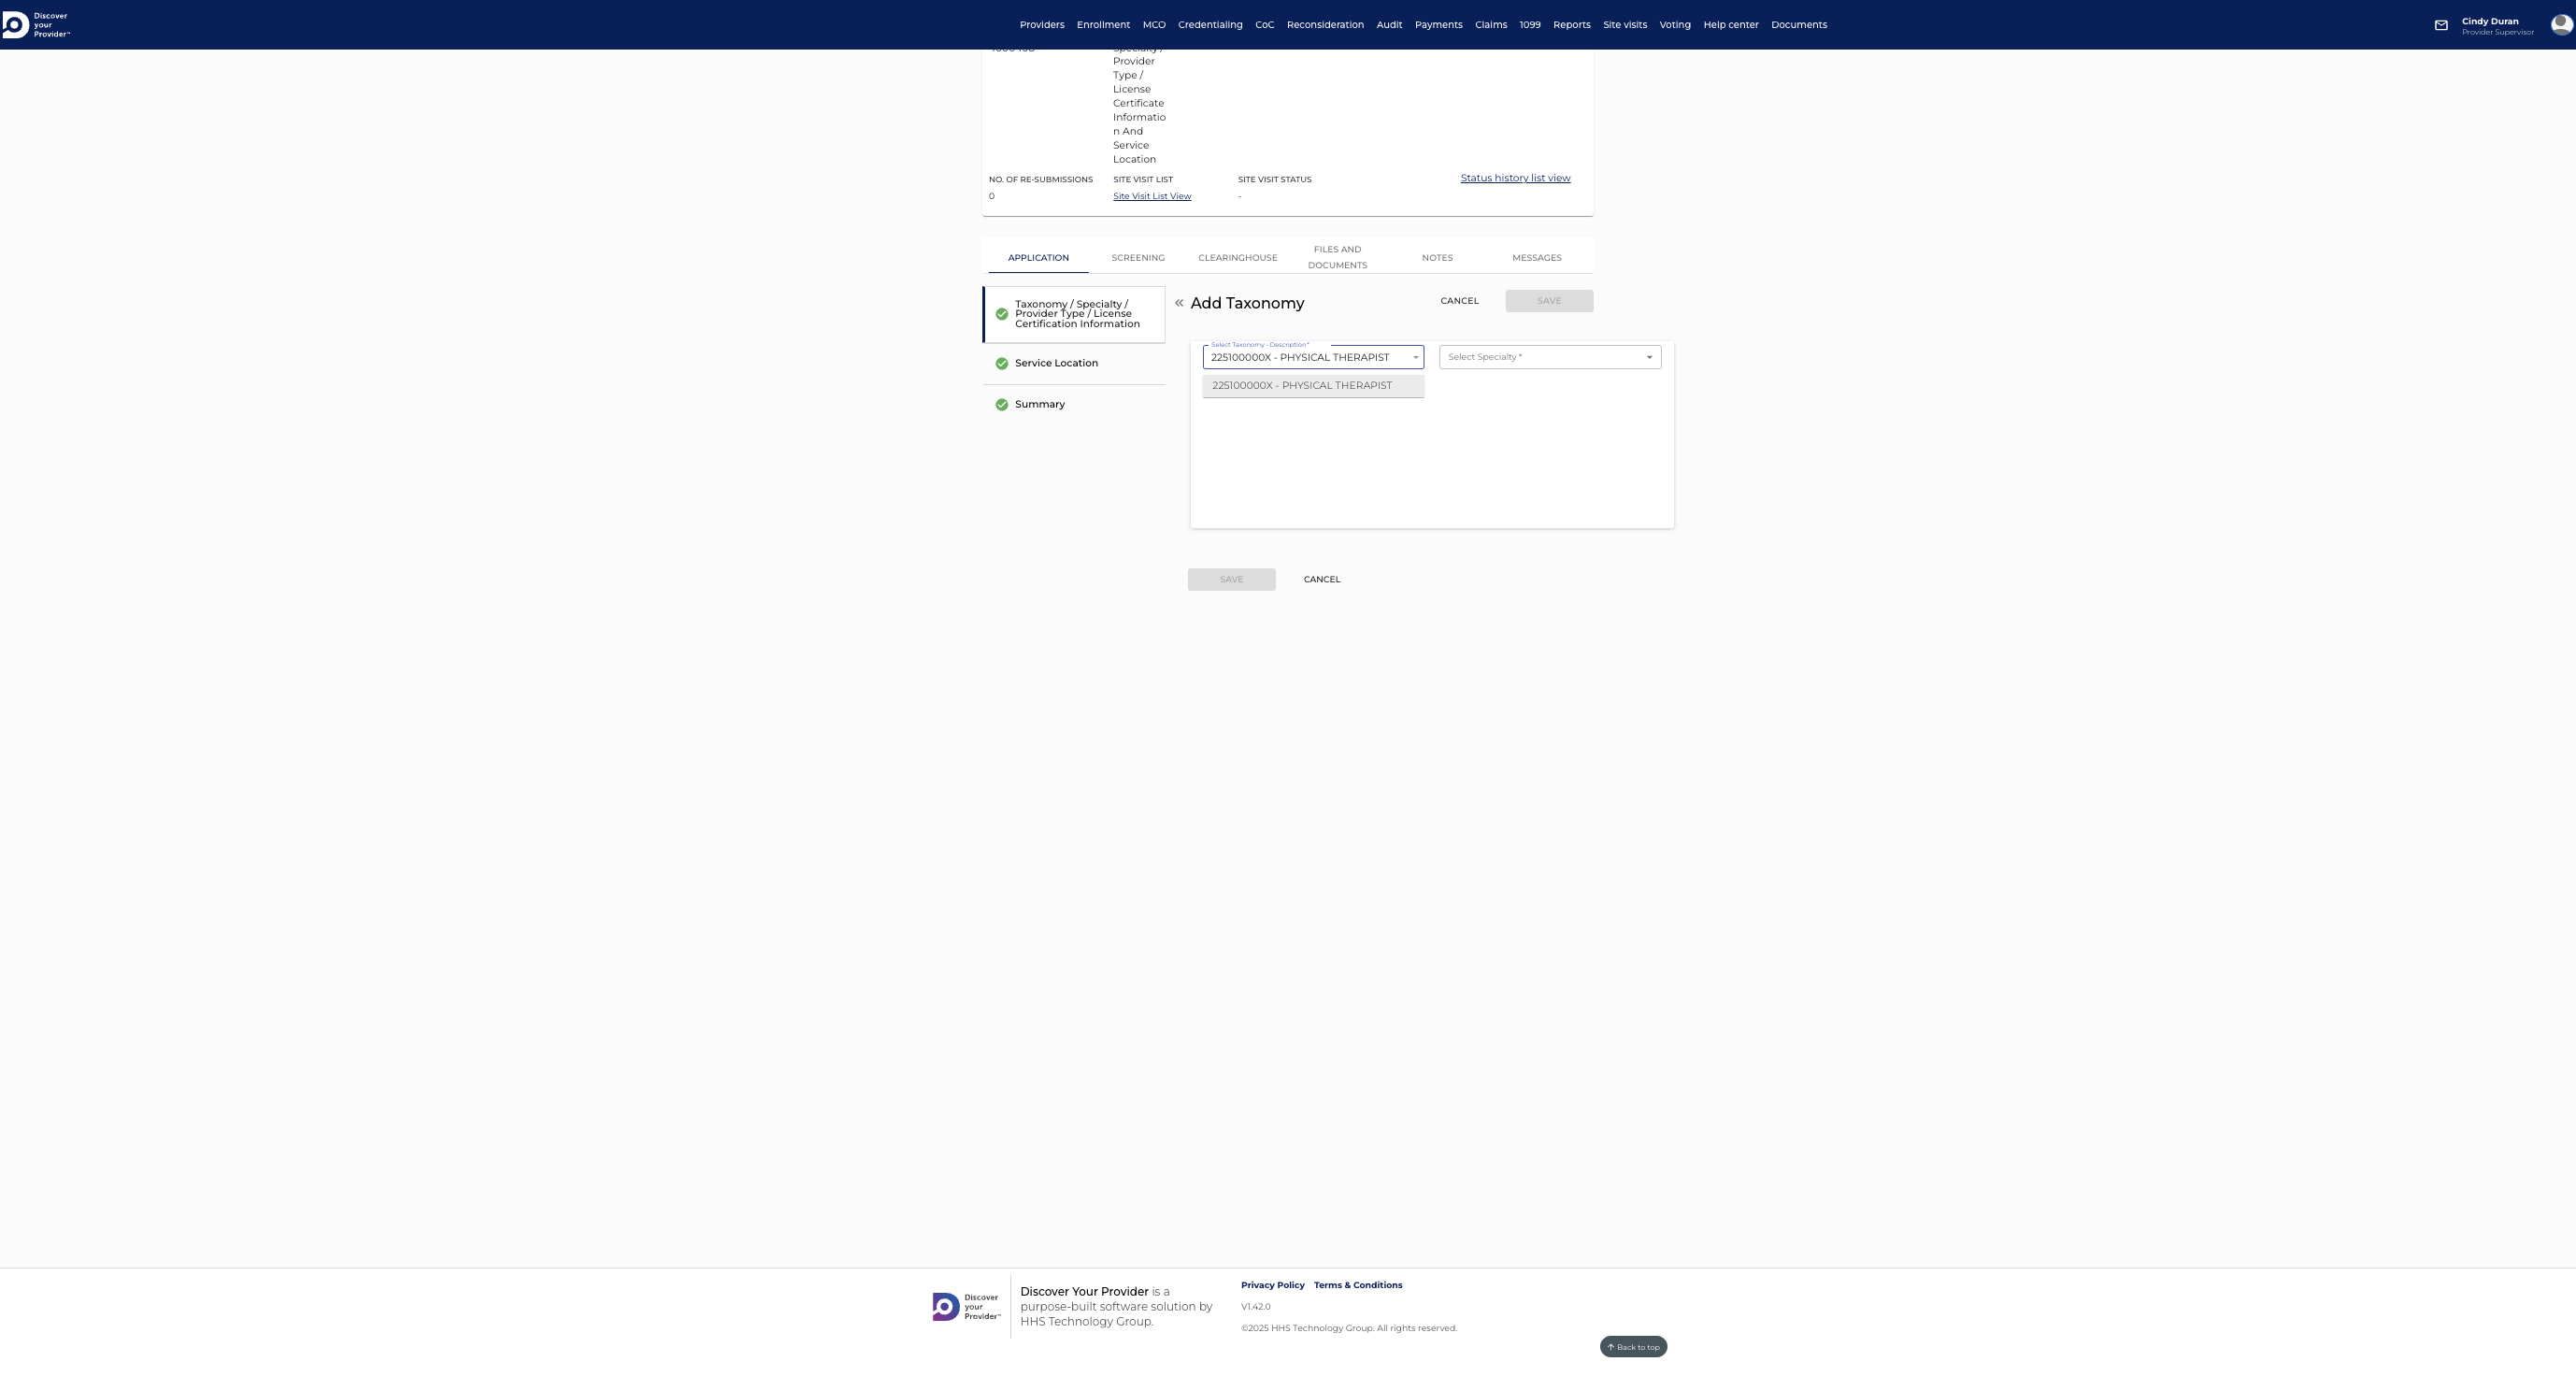 Discover
your
Provider™
Providers Enrollment MCO Credentialing CoC Reconsideration Audit Payments Claims 1099 Reports Site visits Voting Help center Documents
Cindy Duran
Provider Supervisor
Provider
Type /
License
Certificate
Informatio
n And
Service
Location
NO. OF RE-SUBMISSIONS SITE VISIT LIST SITE VISIT STATUS Status history list view
0 Site Visit List View -
APPLICATION SCREENING CLEARINGHOUSE FILES AND DOCUMENTS NOTES MESSAGES
Taxonomy / Specialty /
Provider Type / License
Certification Information
Service Location
Summary
« Add Taxonomy CANCEL SAVE
Select Taxonomy - Description *
225100000X - PHYSICAL THERAPIST Select Specialty *
225100000X - PHYSICAL THERAPIST
SAVE CANCEL
Discover
your
Provider™
Discover Your Provider is a
purpose-built software solution by
HHS Technology Group.
Privacy Policy Terms & Conditions
V1.42.0
©2025 HHS Technology Group. All rights reserved.
Back to top